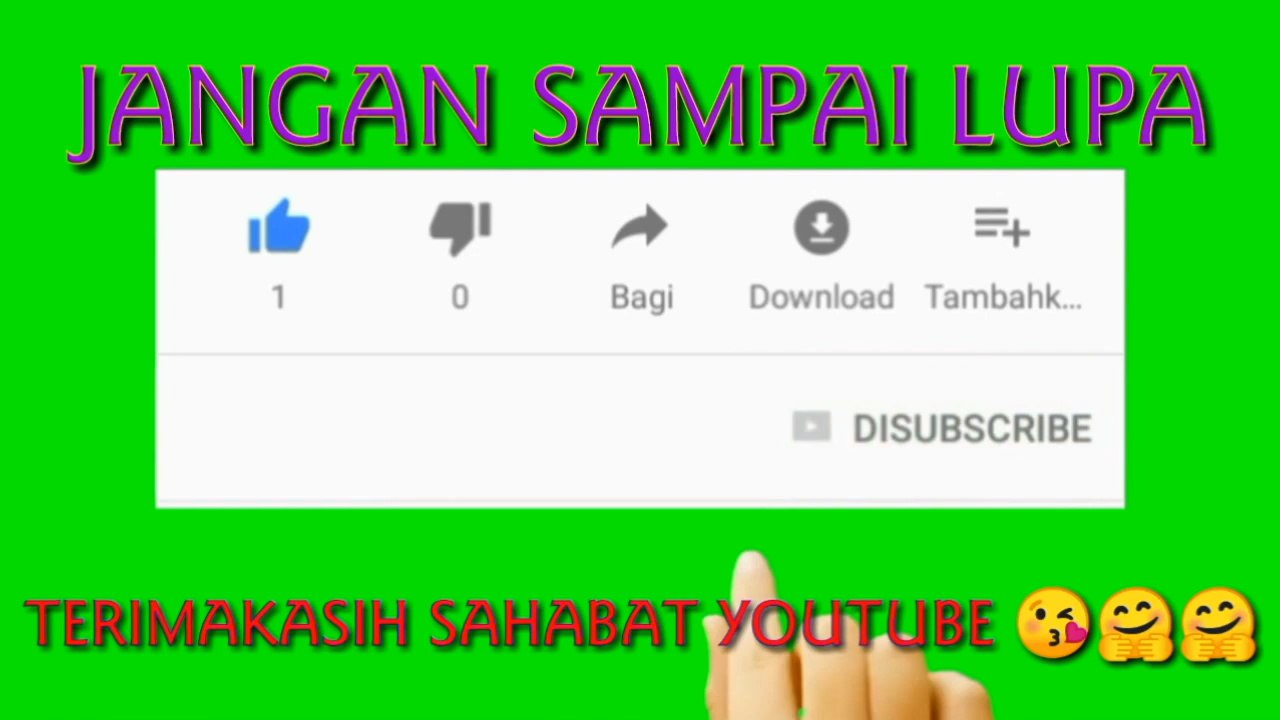 JANGAN SAMPAI LUPA
1 0 Bagi Download Tambahk...
DISUBSCRIBE
TERIMAKASIH SAHABAT YOUTUBE 😘🤗🤗